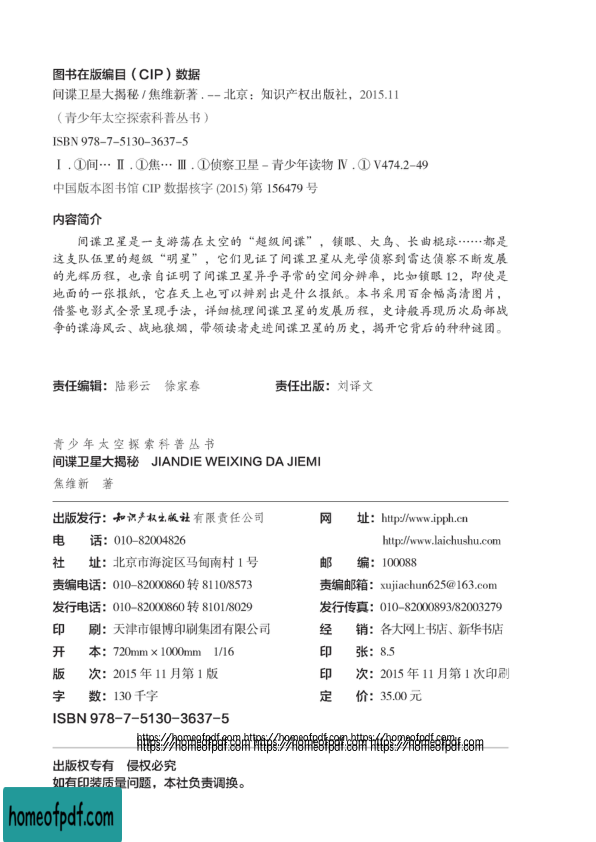 图书在版编目（CIP）数据
间谍卫星大揭秘 / 焦维新著 . -- 北京：知识产权出版社，2015.11
（青少年太空探索科普丛书）
ISBN 978-7-5130-3637-5
Ⅰ . ①间… Ⅱ . ①焦… Ⅲ . ①侦察卫星 – 青少年读物 Ⅳ . ① V474.2-49
中国版本图书馆 CIP 数据核字 (2015) 第 156479 号
内容简介
间谍卫星是一支游荡在太空的“超级间谍”，锁眼、大鸟、长曲棍球……都是
这支队伍里的超级“明星”，它们见证了间谍卫星从光学侦察到雷达侦察不断发展
的光辉历程，也亲自证明了间谍卫星异乎寻常的空间分辨率，比如锁眼 12，即使是
地面的一张报纸，它在天上也可以辨别出是什么报纸。本书采用百余幅高清图片，
借鉴电影式全景呈现手法，详细梳理间谍卫星的发展历程，史诗般再现历次局部战
争的谍海风云、战地狼烟，带领读者走进间谍卫星的历史，揭开它背后的种种谜团。
责任编辑：陆彩云 徐家春 责任出版：刘译文
青少年太空探索科普丛书
间谍卫星大揭秘 JIANDIE WEIXING DA JIEMI
焦维新 著
出版发行：知识产权出版社有限责任公司 网 址：http://www.ipph.cn
电 话：010-82004826 http://www.laichushu.com
社 址：北京市海淀区马甸南村 1 号 邮 编：100088
责编电话：010-82000860 转 8110/8573 责编邮箱：xujiachun625@163.com
发行电话：010-82000860 转 8101/8029 发行传真：010-82000893/82003279
印 刷：天津市银博印刷集团有限公司 经 销：各大网上书店、新华书店
开 本：720mm×1000mm 1/16 印 张：8.5
版 次：2015 年 11 月第 1 版 印 次：2015 年 11 月第 1 次印刷
字 数：130 千字 定 价：35.00 元
ISBN 978-7-5130-3637-5
https://homeofpdf.com https://homeofpdf.com https://homeofpdf.com
https://homeofpdf.com https://homeofpdf.com https://homeofpdf.com
出版权专有 侵权必究
如有印装质量问题，本社负责调换。
homeofpdf.com